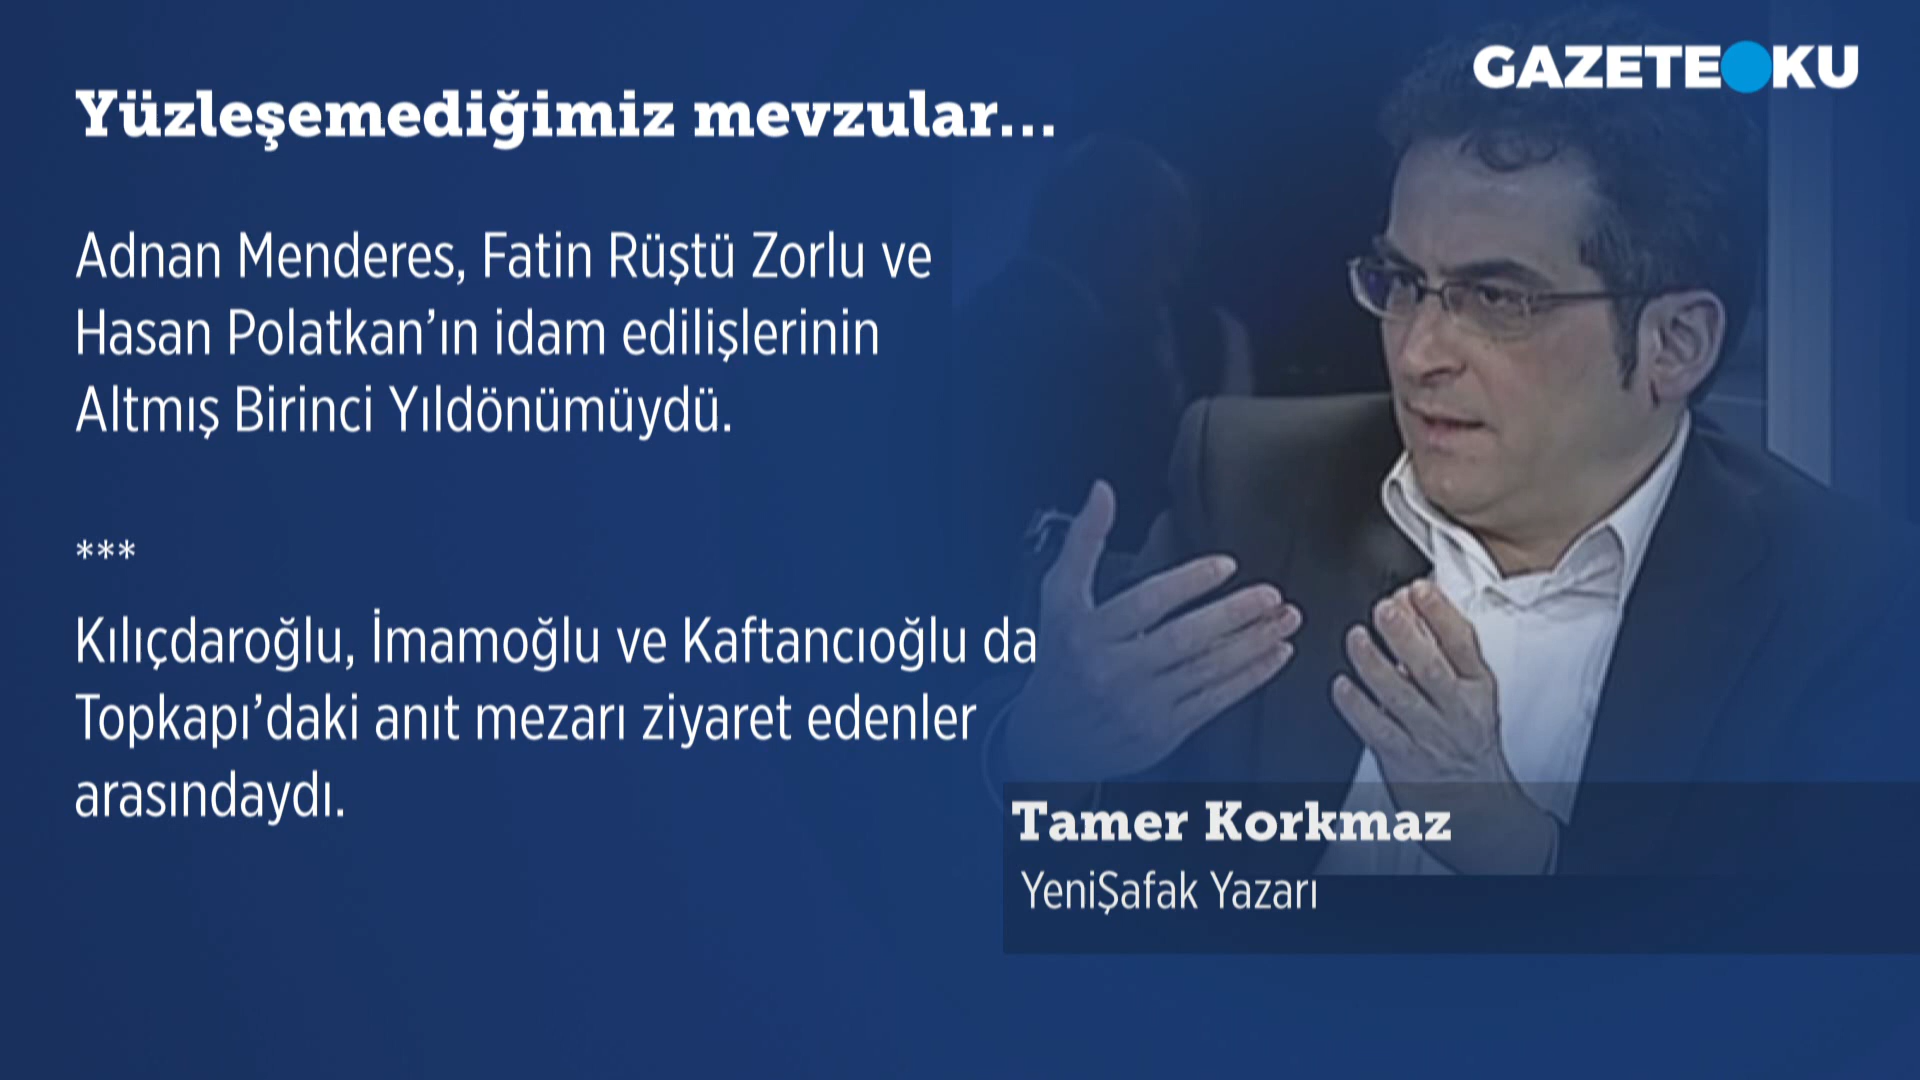 GAZETE KU
Yüzleşemediğimiz mevzular...
Adnan Menderes, Fatin Rüştü Zorlu ve
Hasan Polatkan’ın idam edilişlerinin
Altmış Birinci Yıldönümüydü.
***
Kılıçdaroğlu, İmamoğlu ve Kaftancıoğlu da
Topkapı’daki anıt mezarı ziyaret edenler
arasındaydı.
Tamer Korkmaz
YeniŞafak Yazarı